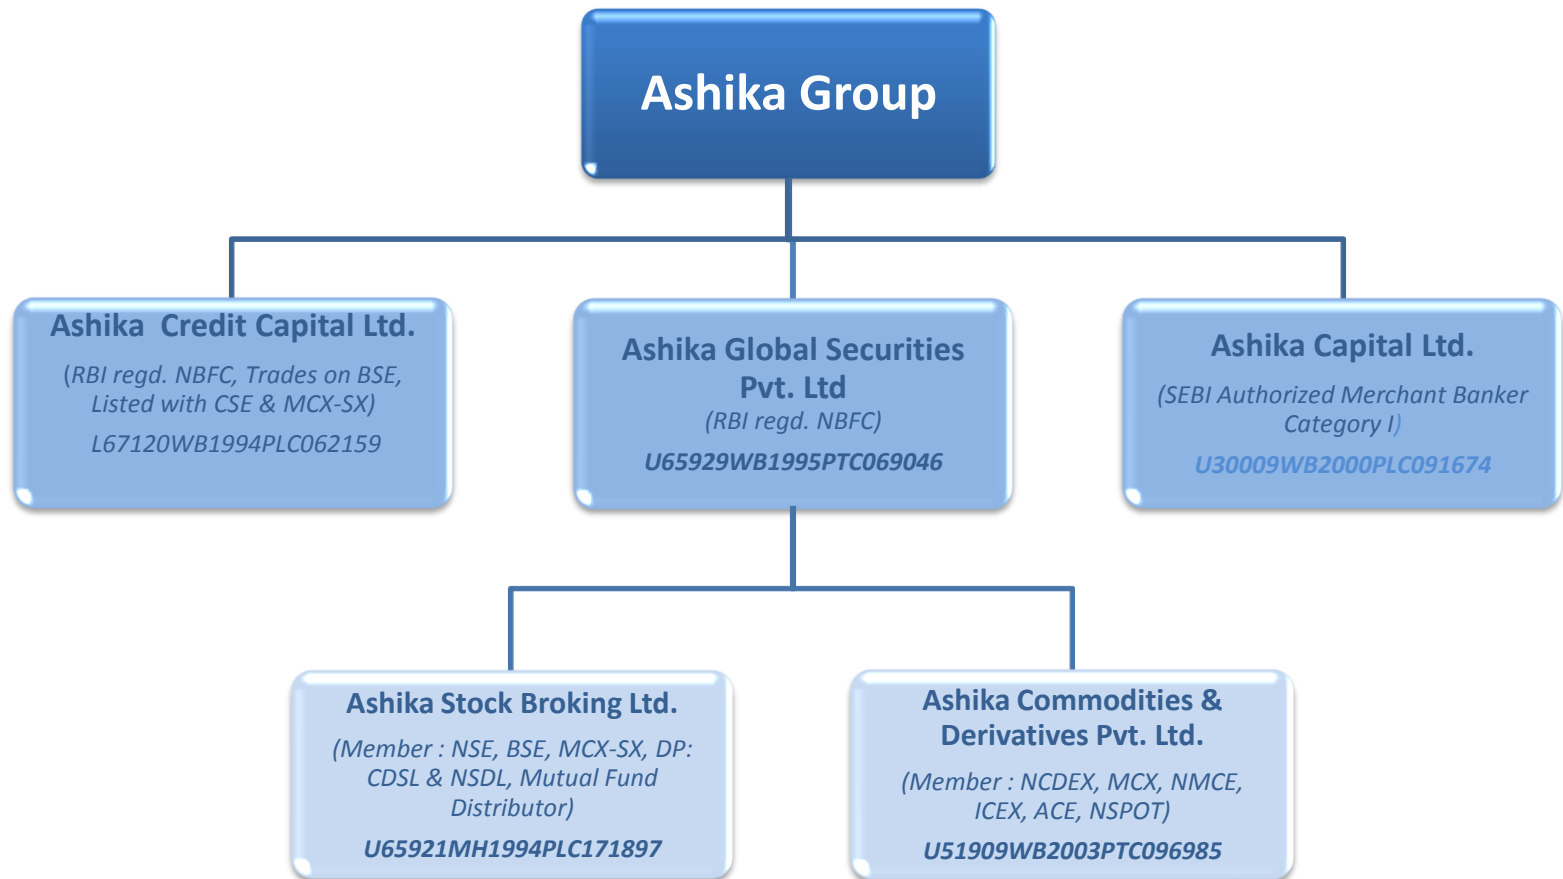 Ashika Group
Ashika  Credit Capital Ltd.
(RBI regd. NBFC, Trades on BSE,
Listed with CSE & MCX-SX)
L67120WB1994PLC062159
Ashika Global Securities
Pvt. Ltd
(RBI regd. NBFC)
U65929WB1995PTC069046
Ashika Capital Ltd.
(SEBI Authorized Merchant Banker
Category I)
U30009WB2000PLC091674
Ashika Stock Broking Ltd.
(Member : NSE, BSE, MCX-SX, DP:
CDSL & NSDL, Mutual Fund
Distributor)
U65921MH1994PLC171897
Ashika Commodities &
Derivatives Pvt. Ltd.
(Member : NCDEX, MCX, NMCE,
ICEX, ACE, NSPOT)
U51909WB2003PTC096985